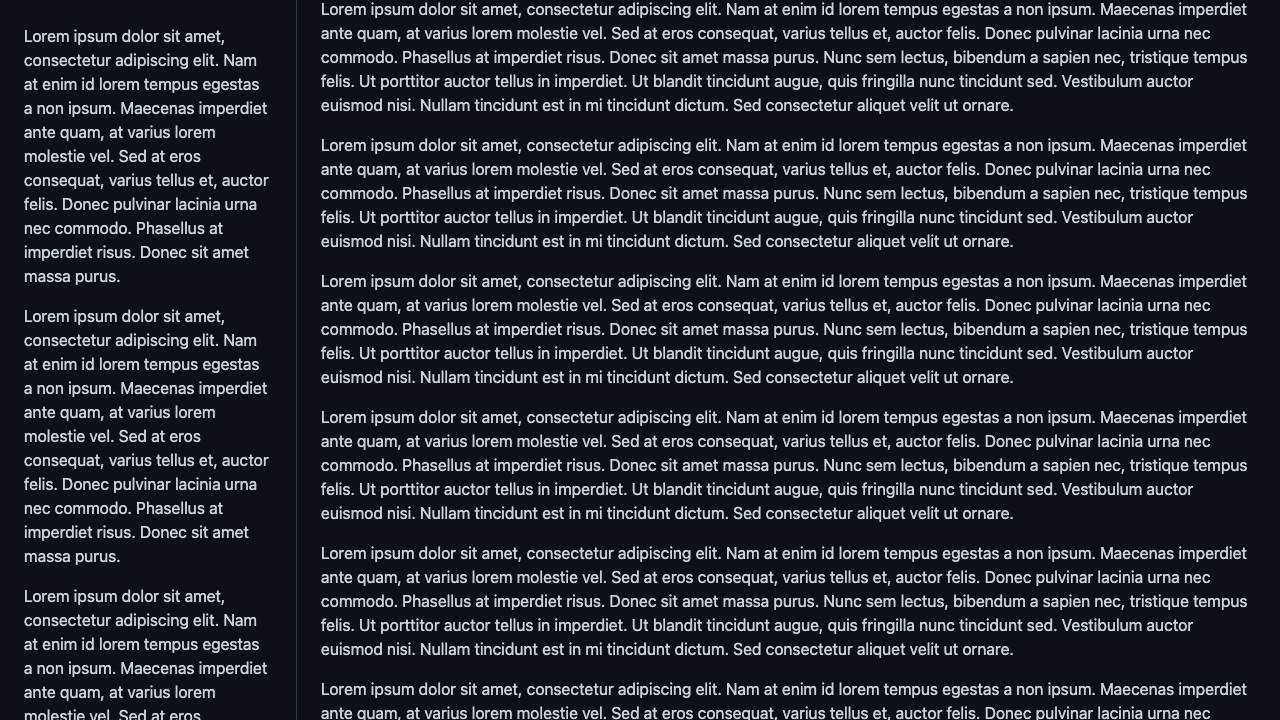 Lorem ipsum dolor sit amet,
consectetur adipiscing elit. Nam
at enim id lorem tempus egestas
a non ipsum. Maecenas imperdiet
ante quam, at varius lorem
molestie vel. Sed at eros
consequat, varius tellus et, auctor
felis. Donec pulvinar lacinia urna
nec commodo. Phasellus at
imperdiet risus. Donec sit amet
massa purus.
Lorem ipsum dolor sit amet,
consectetur adipiscing elit. Nam
at enim id lorem tempus egestas
a non ipsum. Maecenas imperdiet
ante quam, at varius lorem
molestie vel. Sed at eros
consequat, varius tellus et, auctor
felis. Donec pulvinar lacinia urna
nec commodo. Phasellus at
imperdiet risus. Donec sit amet
massa purus.
Lorem ipsum dolor sit amet,
consectetur adipiscing elit. Nam
at enim id lorem tempus egestas
a non ipsum. Maecenas imperdiet
ante quam, at varius lorem
molestie vel. Sed at eros
Lorem ipsum dolor sit amet, consectetur adipiscing elit. Nam at enim id lorem tempus egestas a non ipsum. Maecenas imperdiet
ante quam, at varius lorem molestie vel. Sed at eros consequat, varius tellus et, auctor felis. Donec pulvinar lacinia urna nec
commodo. Phasellus at imperdiet risus. Donec sit amet massa purus. Nunc sem lectus, bibendum a sapien nec, tristique tempus
felis. Ut porttitor auctor tellus in imperdiet. Ut blandit tincidunt augue, quis fringilla nunc tincidunt sed. Vestibulum auctor
euismod nisi. Nullam tincidunt est in mi tincidunt dictum. Sed consectetur aliquet velit ut ornare.
Lorem ipsum dolor sit amet, consectetur adipiscing elit. Nam at enim id lorem tempus egestas a non ipsum. Maecenas imperdiet
ante quam, at varius lorem molestie vel. Sed at eros consequat, varius tellus et, auctor felis. Donec pulvinar lacinia urna nec
commodo. Phasellus at imperdiet risus. Donec sit amet massa purus. Nunc sem lectus, bibendum a sapien nec, tristique tempus
felis. Ut porttitor auctor tellus in imperdiet. Ut blandit tincidunt augue, quis fringilla nunc tincidunt sed. Vestibulum auctor
euismod nisi. Nullam tincidunt est in mi tincidunt dictum. Sed consectetur aliquet velit ut ornare.
Lorem ipsum dolor sit amet, consectetur adipiscing elit. Nam at enim id lorem tempus egestas a non ipsum. Maecenas imperdiet
ante quam, at varius lorem molestie vel. Sed at eros consequat, varius tellus et, auctor felis. Donec pulvinar lacinia urna nec
commodo. Phasellus at imperdiet risus. Donec sit amet massa purus. Nunc sem lectus, bibendum a sapien nec, tristique tempus
felis. Ut porttitor auctor tellus in imperdiet. Ut blandit tincidunt augue, quis fringilla nunc tincidunt sed. Vestibulum auctor
euismod nisi. Nullam tincidunt est in mi tincidunt dictum. Sed consectetur aliquet velit ut ornare.
Lorem ipsum dolor sit amet, consectetur adipiscing elit. Nam at enim id lorem tempus egestas a non ipsum. Maecenas imperdiet
ante quam, at varius lorem molestie vel. Sed at eros consequat, varius tellus et, auctor felis. Donec pulvinar lacinia urna nec
commodo. Phasellus at imperdiet risus. Donec sit amet massa purus. Nunc sem lectus, bibendum a sapien nec, tristique tempus
felis. Ut porttitor auctor tellus in imperdiet. Ut blandit tincidunt augue, quis fringilla nunc tincidunt sed. Vestibulum auctor
euismod nisi. Nullam tincidunt est in mi tincidunt dictum. Sed consectetur aliquet velit ut ornare.
Lorem ipsum dolor sit amet, consectetur adipiscing elit. Nam at enim id lorem tempus egestas a non ipsum. Maecenas imperdiet
ante quam, at varius lorem molestie vel. Sed at eros consequat, varius tellus et, auctor felis. Donec pulvinar lacinia urna nec
commodo. Phasellus at imperdiet risus. Donec sit amet massa purus. Nunc sem lectus, bibendum a sapien nec, tristique tempus
felis. Ut porttitor auctor tellus in imperdiet. Ut blandit tincidunt augue, quis fringilla nunc tincidunt sed. Vestibulum auctor
euismod nisi. Nullam tincidunt est in mi tincidunt dictum. Sed consectetur aliquet velit ut ornare.
Lorem ipsum dolor sit amet, consectetur adipiscing elit. Nam at enim id lorem tempus egestas a non ipsum. Maecenas imperdiet
ante quam, at varius lorem molestie vel. Sed at eros consequat, varius tellus et, auctor felis. Donec pulvinar lacinia urna nec